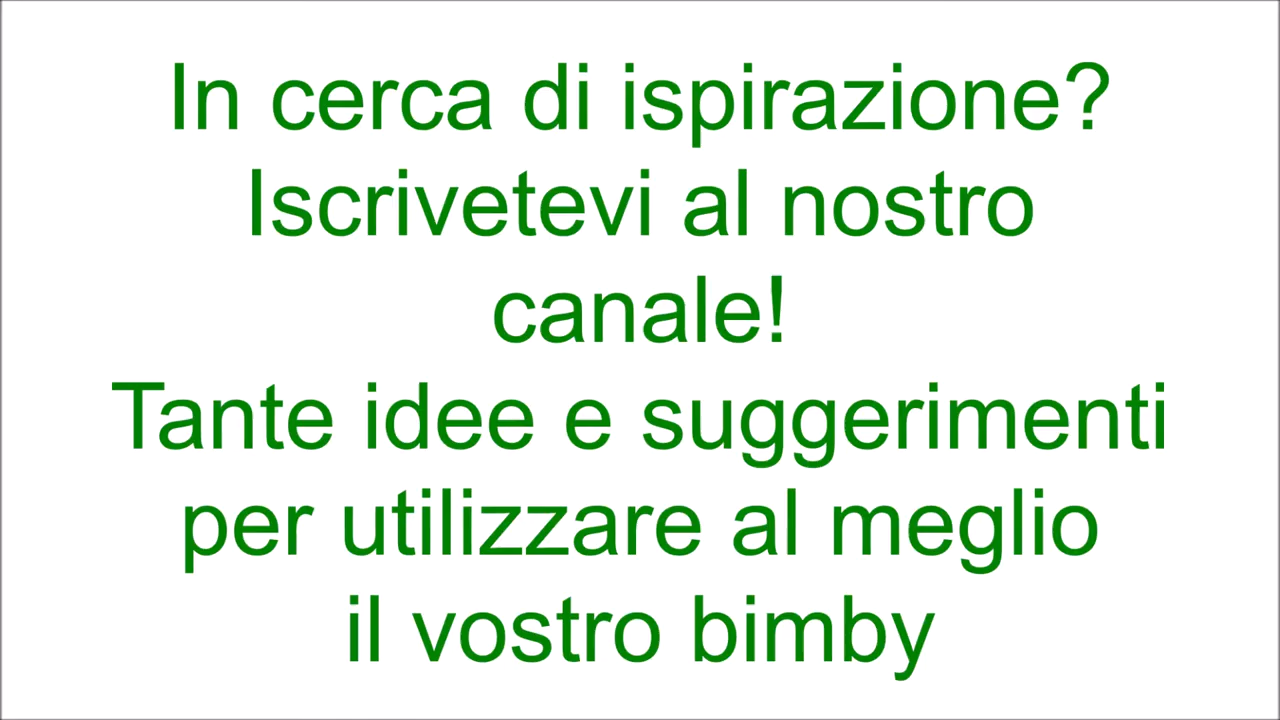 In cerca di ispirazione?
Iscrivetevi al nostro
canale!
Tante idee e suggerimenti
per utilizzare al meglio
il vostro bimby